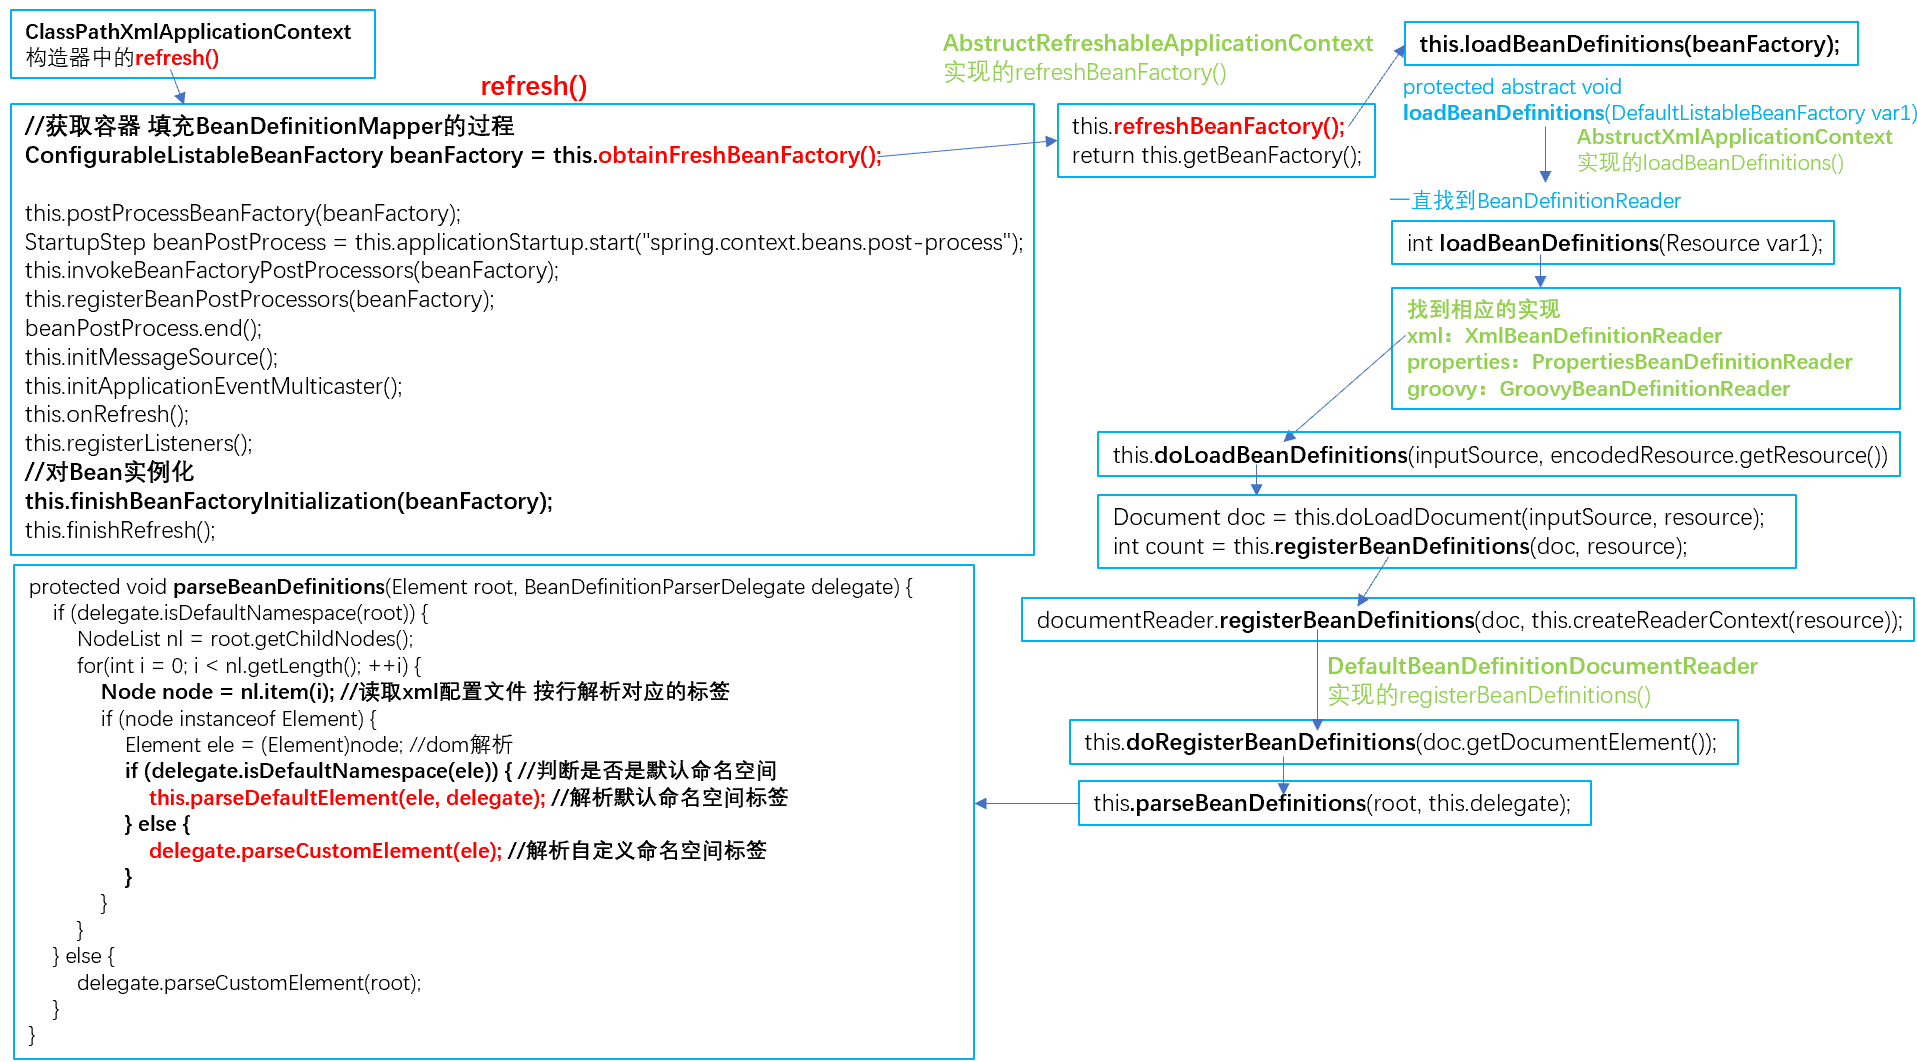 ClassPathXmlApplicationContext
构造器中的refresh()
refresh()
//获取容器 填充BeanDefinitionMapper的过程
ConfigurableListableBeanFactory beanFactory = this.obtainFreshBeanFactory();
this.postProcessBeanFactory(beanFactory);
StartupStep beanPostProcess = this.applicationStartup.start("spring.context.beans.post-process");
this.invokeBeanFactoryPostProcessors(beanFactory);
this.registerBeanPostProcessors(beanFactory);
beanPostProcess.end();
this.initMessageSource();
this.initApplicationEventMulticaster();
this.onRefresh();
this.registerListeners();
//对Bean实例化
this.finishBeanFactoryInitialization(beanFactory);
this.finishRefresh();
AbstructRefreshableApplicationContext
实现的refreshBeanFactory()
this.refreshBeanFactory();
return this.getBeanFactory();
this.loadBeanDefinitions(beanFactory);
protected abstract void
loadBeanDefinitions(DefaultListableBeanFactory var1)
AbstructXmlApplicationContext
实现的loadBeanDefinitions()
一直找到BeanDefinitionReader
int loadBeanDefinitions(Resource var1);
找到相应的实现
xml：XmlBeanDefinitionReader
properties：PropertiesBeanDefinitionReader
groovy：GroovyBeanDefinitionReader
this.doLoadBeanDefinitions(inputSource, encodedResource.getResource())
Document doc = this.doLoadDocument(inputSource, resource);
int count = this.registerBeanDefinitions(doc, resource);
documentReader.registerBeanDefinitions(doc, this.createReaderContext(resource));
DefaultBeanDefinitionDocumentReader
实现的registerBeanDefinitions()
this.doRegisterBeanDefinitions(doc.getDocumentElement());
this.parseBeanDefinitions(root, this.delegate);
protected void parseBeanDefinitions(Element root, BeanDefinitionParserDelegate delegate) {
if (delegate.isDefaultNamespace(root)) {
NodeList nl = root.getChildNodes();
for(int i = 0; i < nl.getLength(); ++i) {
Node node = nl.item(i); //读取xml配置文件 按行解析对应的标签
if (node instanceof Element) {
Element ele = (Element)node; //dom解析
if (delegate.isDefaultNamespace(ele)) { //判断是否是默认命名空间
this.parseDefaultElement(ele, delegate); //解析默认命名空间标签
} else {
delegate.parseCustomElement(ele); //解析自定义命名空间标签
}
}
}
} else {
delegate.parseCustomElement(root);
}
}